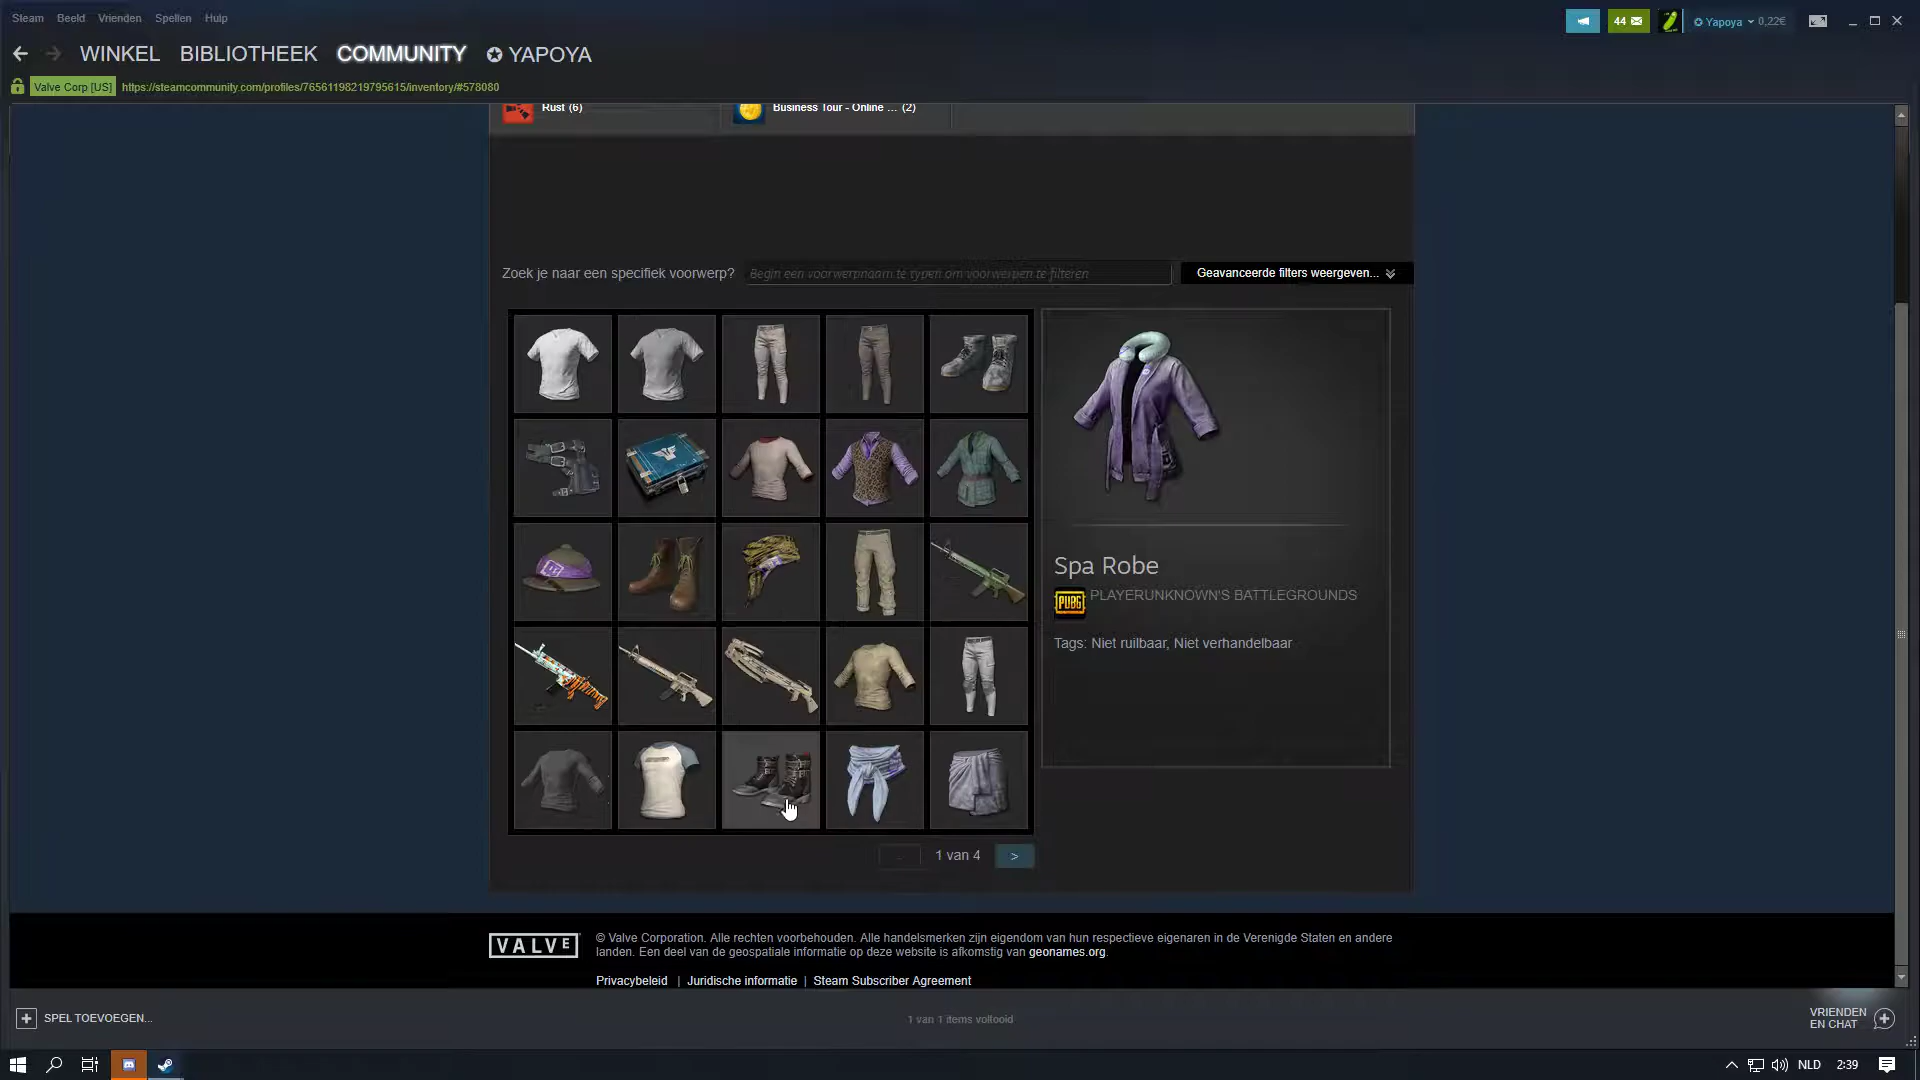 Steam Beeld Vrienden Spellen Hulp
44 Yapoya 0,22€
WINKEL BIBLIOTHEEK COMMUNITY YAPOYA
Valve Corp [US] https://steamcommunity.com/profiles/76561198219795615/inventory/#578080
Rust (6) Business Tour - Online ... (2)
Zoek je naar een specifiek voorwerp? Begin een voorwerpnaam te typen om voorwerpen te filteren Geavanceerde filters weergeven...
Spa Robe
PUBG PLAYERUNKNOWN'S BATTLEGROUNDS
Tags: Niet ruilbaar, Niet verhandelbaar
1 van 4 >
VALVE © Valve Corporation. Alle rechten voorbehouden. Alle handelsmerken zijn eigendom van hun respectieve eigenaren in de Verenigde Staten en andere
landen. Een deel van de geospatiale informatie op deze website is afkomstig van geonames.org.
Privacybeleid | Juridische informatie | Steam Subscriber Agreement
SPEL TOEVOEGEN... 1 van 1 items voltooid VRIENDEN
EN CHAT
NLD 2:39